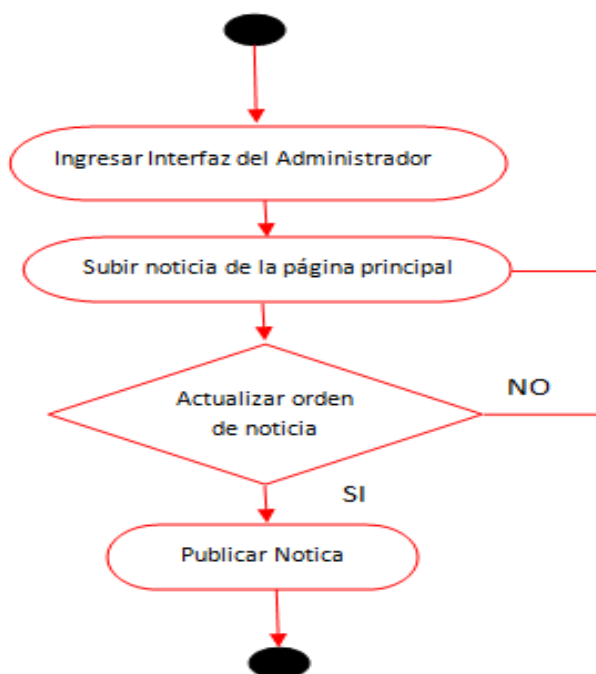 Ingresar Interfaz del Administrador
Subir noticia de la página principal
Actualizar orden
de noticia
NO
SI
Publicar Notica